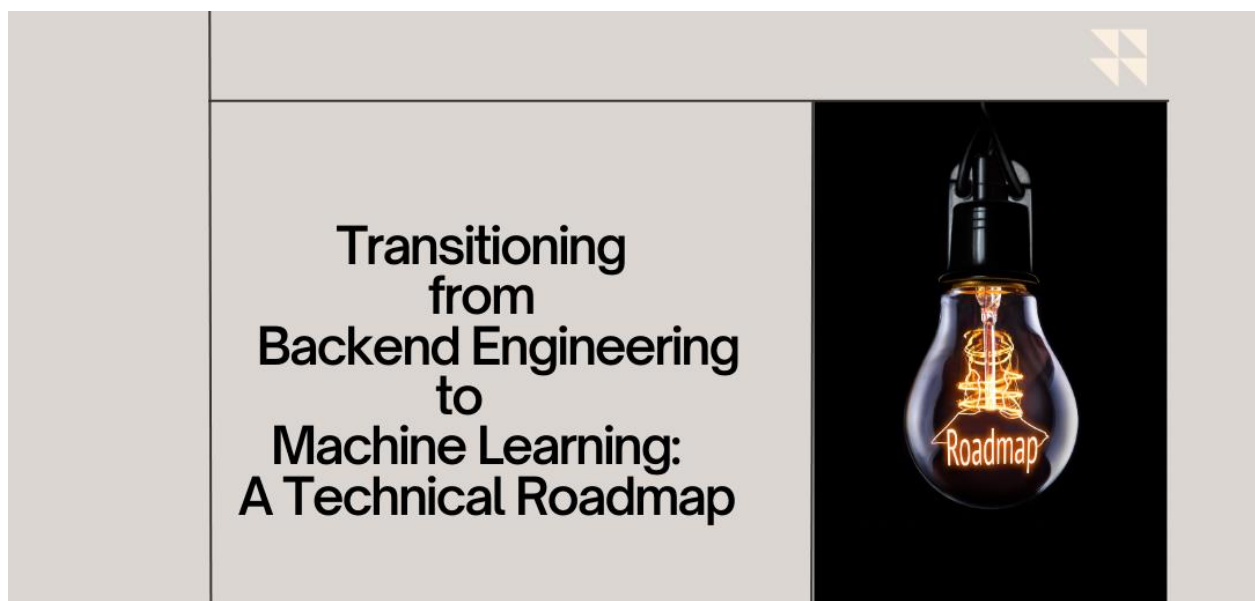 Transitioning
from
Backend Engineering
to
Machine Learning:
A Technical Roadmap
Roadmap